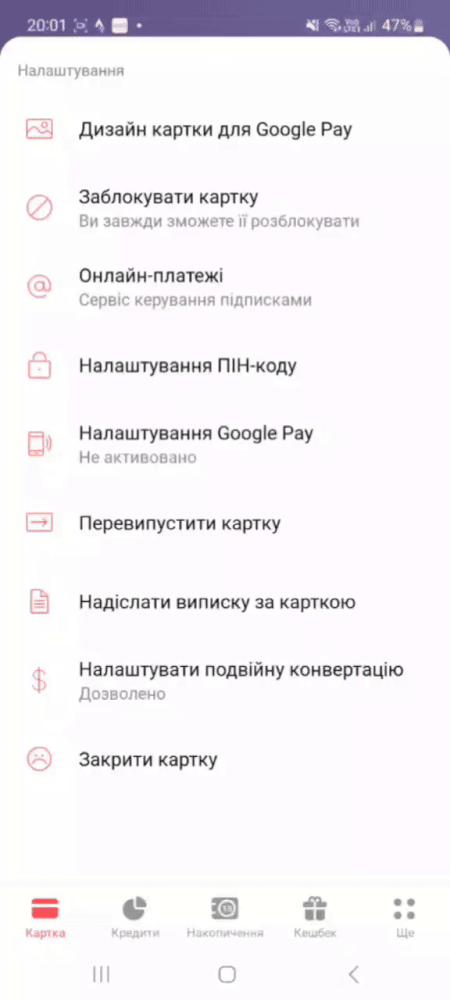 20:01 47%
Налаштування
Дизайн картки для Google Pay
Заблокувати картку
Ви завжди зможете її розблокувати
Онлайн-платежі
Сервіс керування підписками
Налаштування ПІН-коду
Налаштування Google Pay
Не активовано
Перевипустити картку
Надіслати виписку за карткою
Налаштувати подвійну конвертацію
Дозволено
Закрити картку
Картка Кредити Накопичення Кешбек Ще